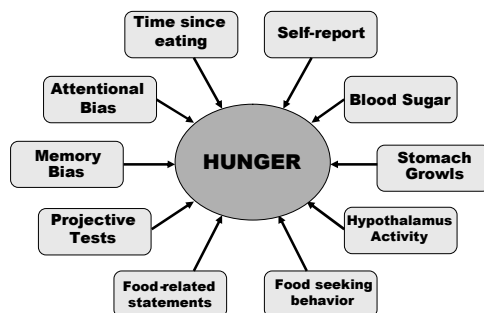 Time since
eating
Self-report
Attentional
Bias
Blood Sugar
Memory
Bias
HUNGER
Stomach
Growls
Projective
Tests
Hypothalamus
Activity
Food-related
statements
Food seeking
behavior